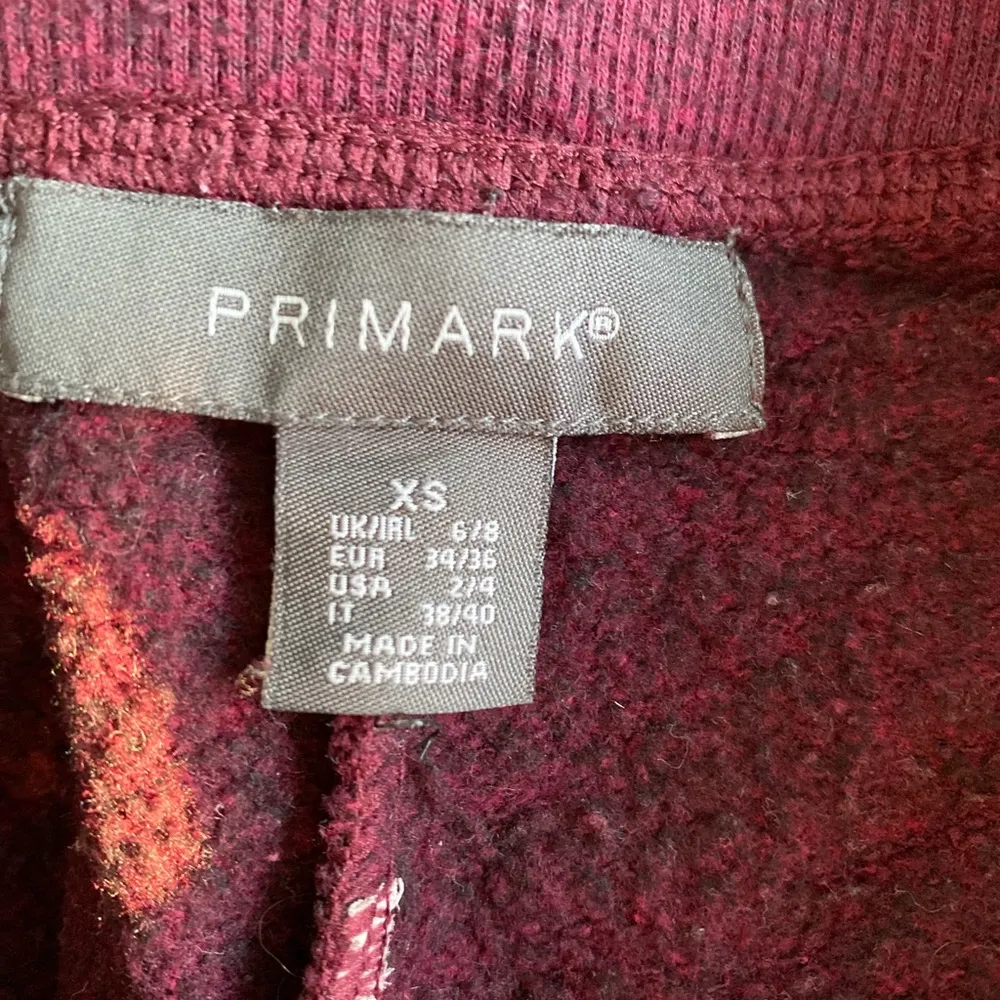 PRIMARK®
XS
UK/IRL 6/8
EUR 34/36
USA 2/4
IT 38/40
MADE IN
CAMBODIA